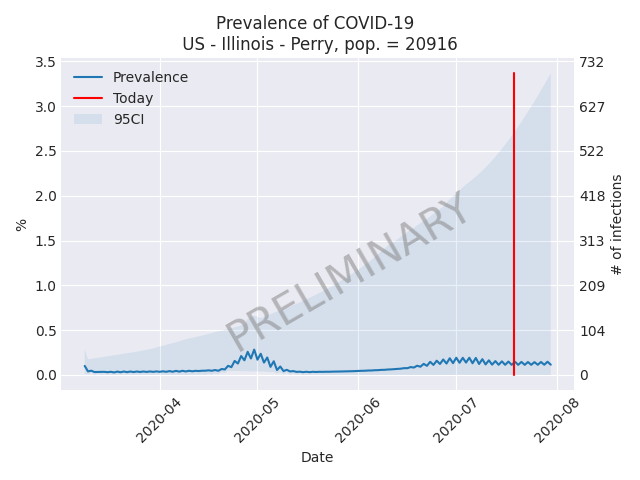 Prevalence of COVID-19
US - Illinois - Perry, pop. = 20916
Prevalence
Today
95CI
3.5
3.0
2.5
2.0
1.5
1.0
0.5
0.0
%
732
627
522
418
313
209
104
0
# of infections
PRELIMINARY
2020-04
2020-05
2020-06
2020-07
2020-08
Date